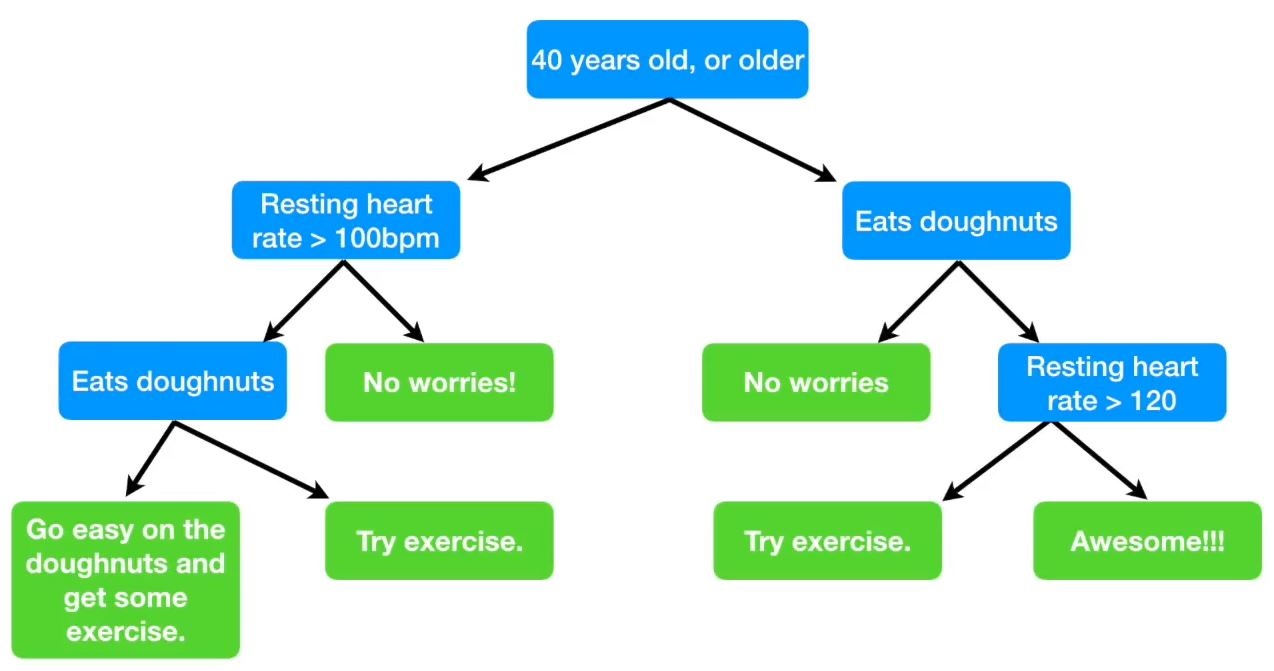 40 years old, or older
Resting heart
rate > 100bpm
Eats doughnuts
Eats doughnuts
No worries!
No worries
Resting heart
rate > 120
Go easy on the
doughnuts and
get some
exercise.
Try exercise.
Try exercise.
Awesome!!!